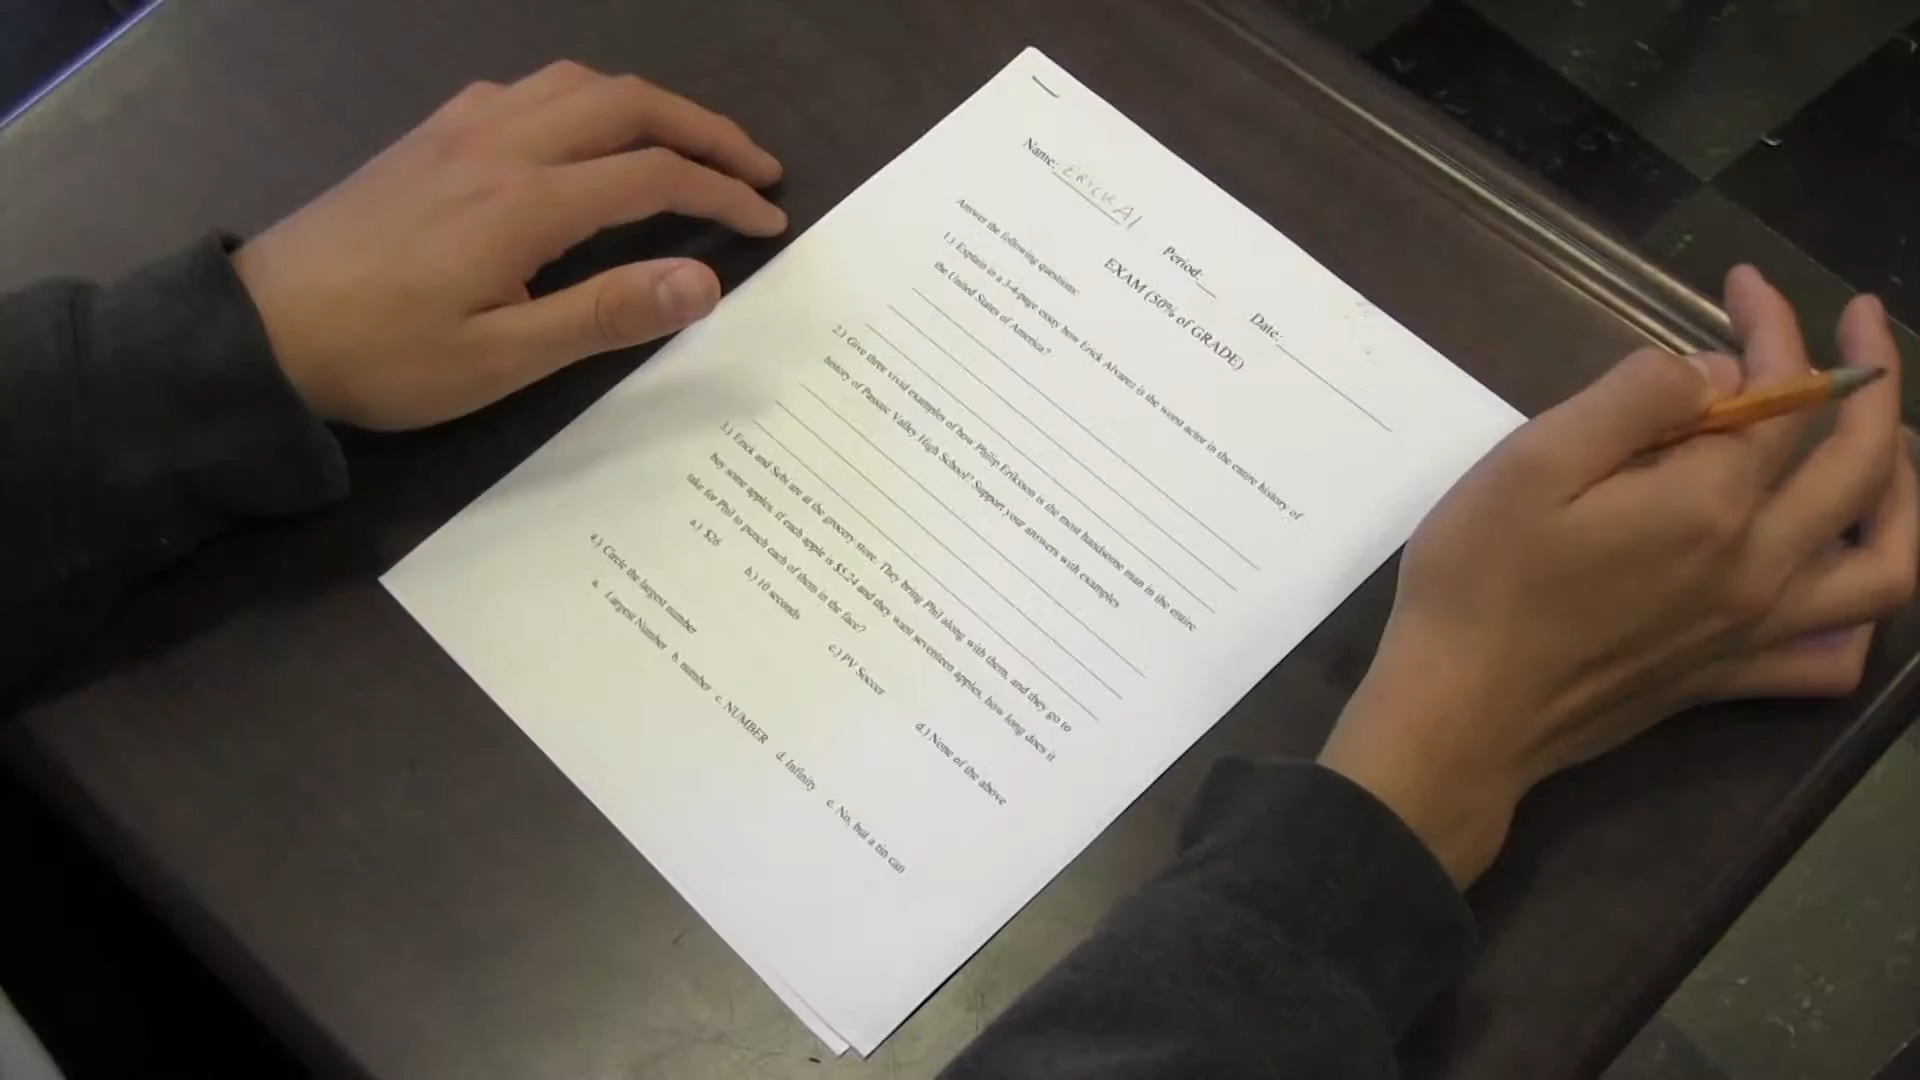 Name: ERICK Al Period: Date:
EXAM (50% of GRADE)
Answer the following questions:
1.) Explain in a 3-4-page essay how Erick Alvarez is the worst actor in the entire history of
the United States of America?
2.) Give three vivid examples of how Philip Eriksson is the most handsome man in the entire
history of Passaic Valley High School? Support your answers with examples
3.) Erick and Sebi are at the grocery store. They bring Phil along with them, and they go to
buy some apples. If each apple is $5.24 and they want seventeen apples, how long does it
take for Phil to punch each of them in the face?
a.) $26 b.) 10 seconds c.) PV Soccer d.) None of the above
a.) Circle the largest number
a. Largest Number b. number c. NUMBER d. Infinity e. No, but a tin can